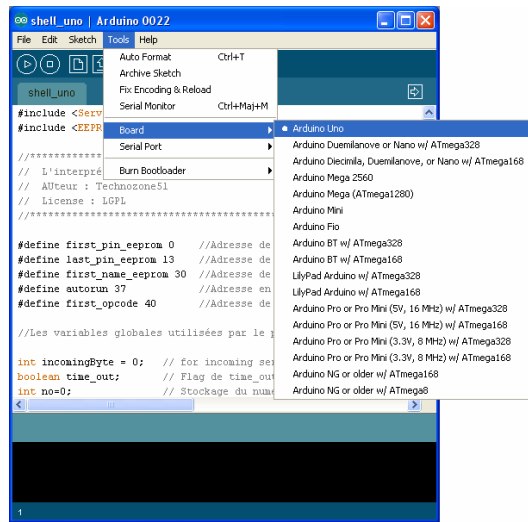 shell_uno | Arduino 0022
File Edit Sketch Tools Help
Auto Format Ctrl+T
Archive Sketch
Fix Encoding & Reload
Serial Monitor Ctrl+Maj+M
Board
Serial Port
Burn Bootloader
Arduino Uno
Arduino Duemilanove or Nano w/ ATmega328
Arduino Diecimila, Duemilanove, or Nano w/ ATmega168
Arduino Mega 2560
Arduino Mega (ATmega1280)
Arduino Mini
Arduino Fio
Arduino BT w/ ATmega328
Arduino BT w/ ATmega168
LilyPad Arduino w/ ATmega328
LilyPad Arduino w/ ATmega168
Arduino Pro or Pro Mini (5V, 16 MHz) w/ ATmega328
Arduino Pro or Pro Mini (5V, 16 MHz) w/ ATmega168
Arduino Pro or Pro Mini (3.3V, 8 MHz) w/ ATmega328
Arduino Pro or Pro Mini (3.3V, 8 MHz) w/ ATmega168
Arduino NG or older w/ ATmega168
Arduino NG or older w/ ATmega8
shell_uno
#include <Serv
#include <EEPR
//************
// L'interpré
// AUteur : Technozone51
// License : LGPL
//****************************************
#define first_pin_eeprom 0 //Adresse de
#define last_pin_eeprom 13 //Adresse de
#define first_name_eeprom 30 //Adresse de
#define autorun 37 //Adresse en
#define first_opcode 40 //Adresse de
//Les variables globales utilisées par le p
int incomingByte = 0; // for incoming ser
boolean time_out; // Flag de time_out
int no=0; // Stockage du numé
1